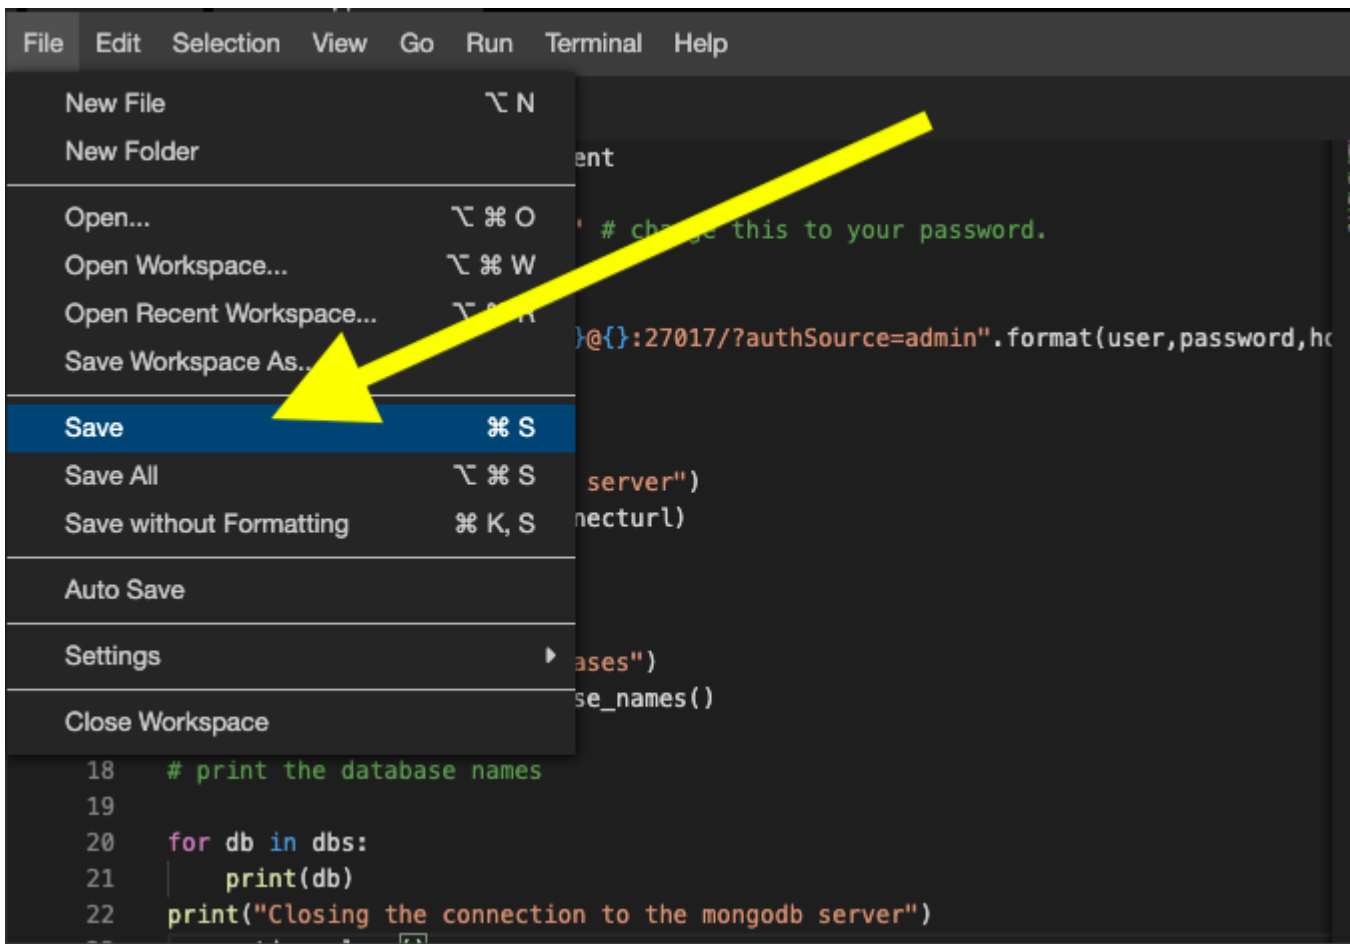 File Edit Selection View Go Run Terminal Help
New File ⌥ N
New Folder
ent
Open... ⌥ ⌘ O
' # this to your password.
Open Workspace... ⌥ ⌘ W
Open Recent Workspace...
}@{}:27017/?authSource=admin".format(user,password,ho
Save Workspace As..
Save ⌘ S
Save All ⌥ ⌘ S
server")
Save without Formatting ⌘ K, S
necturl)
Auto Save
Settings
ases")
se_names()
Close Workspace
18 # print the database names
19
20 for db in dbs:
21 print(db)
22 print("Closing the connection to the mongodb server")